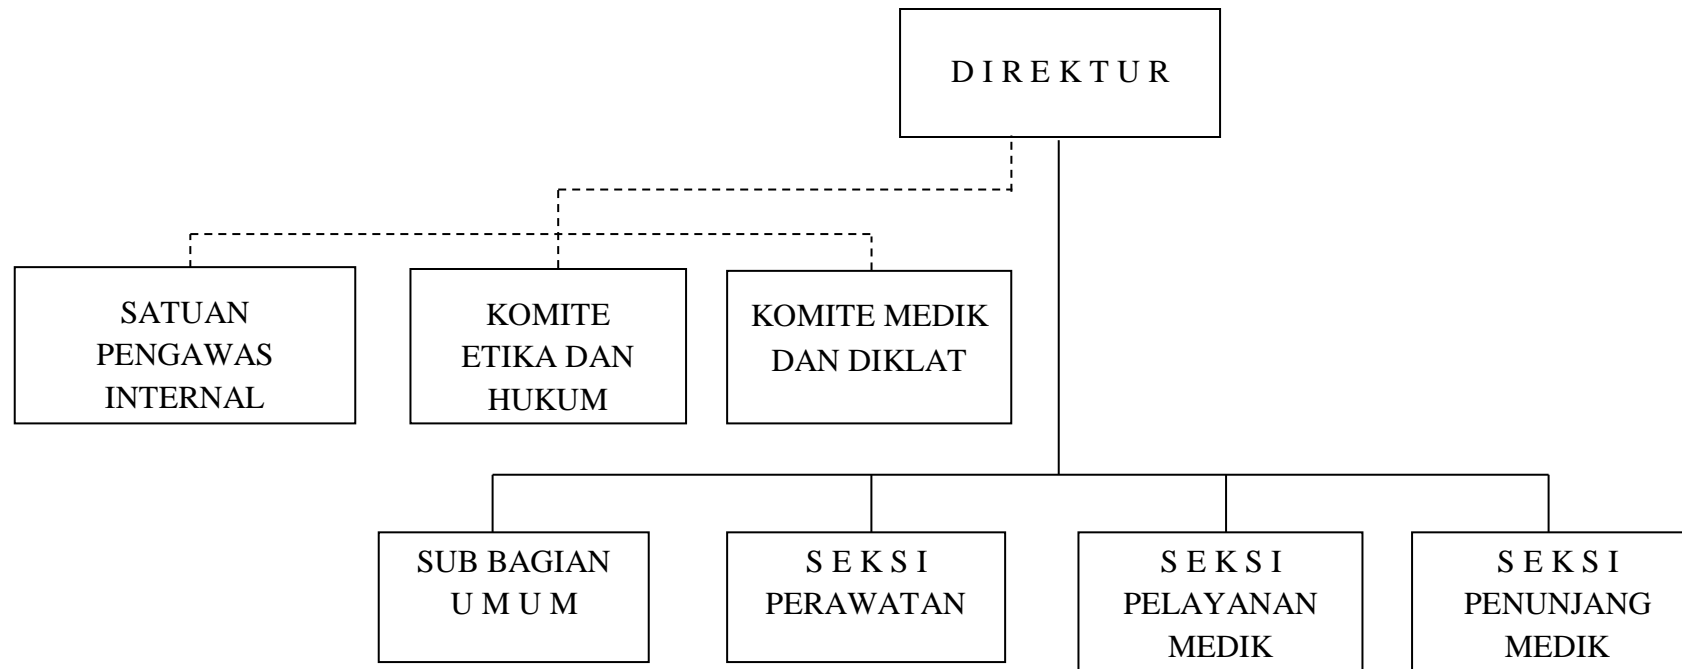 D I R E K T U R
SATUAN
PENGAWAS
INTERNAL
KOMITE
ETIKA DAN
HUKUM
KOMITE MEDIK
DAN DIKLAT
SUB BAGIAN
U M U M
S E K S I
PERAWATAN
S E K S I
PELAYANAN
MEDIK
S E K S I
PENUNJANG
MEDIK